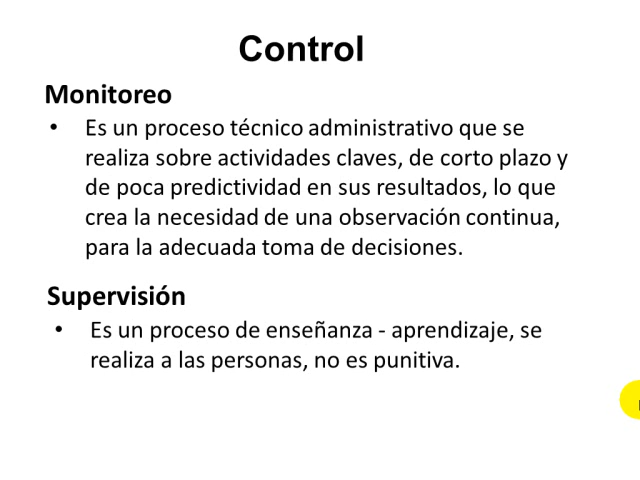 Control
Monitoreo
• Es un proceso técnico administrativo que se
realiza sobre actividades claves, de corto plazo y
de poca predictividad en sus resultados, lo que
crea la necesidad de una observación continua,
para la adecuada toma de decisiones.
Supervisión
• Es un proceso de enseñanza - aprendizaje, se
realiza a las personas, no es punitiva.